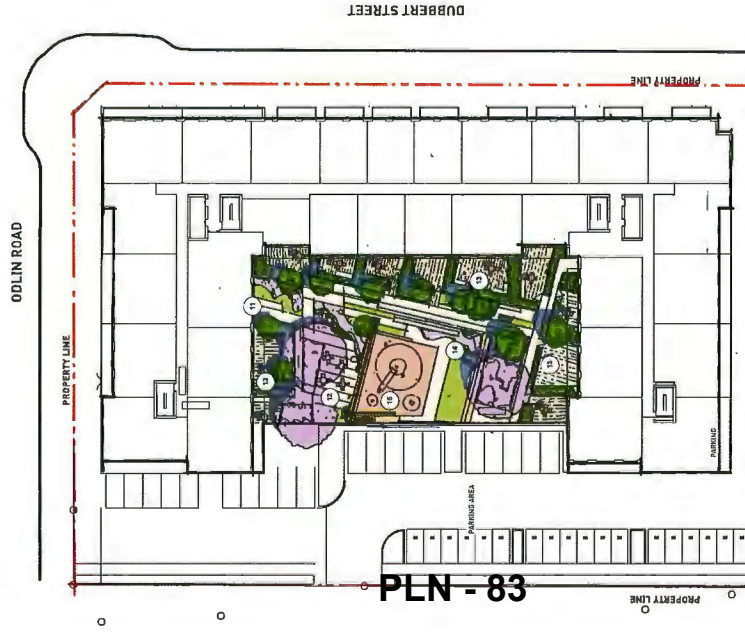 DUBBERT STREET
PROPERTY LINE
ODLIN ROAD
PROPERTY LINE
11
13
13
14
12
15
13
PARKING
PARKING AREA
PLN - 83
PROPERTY LINE